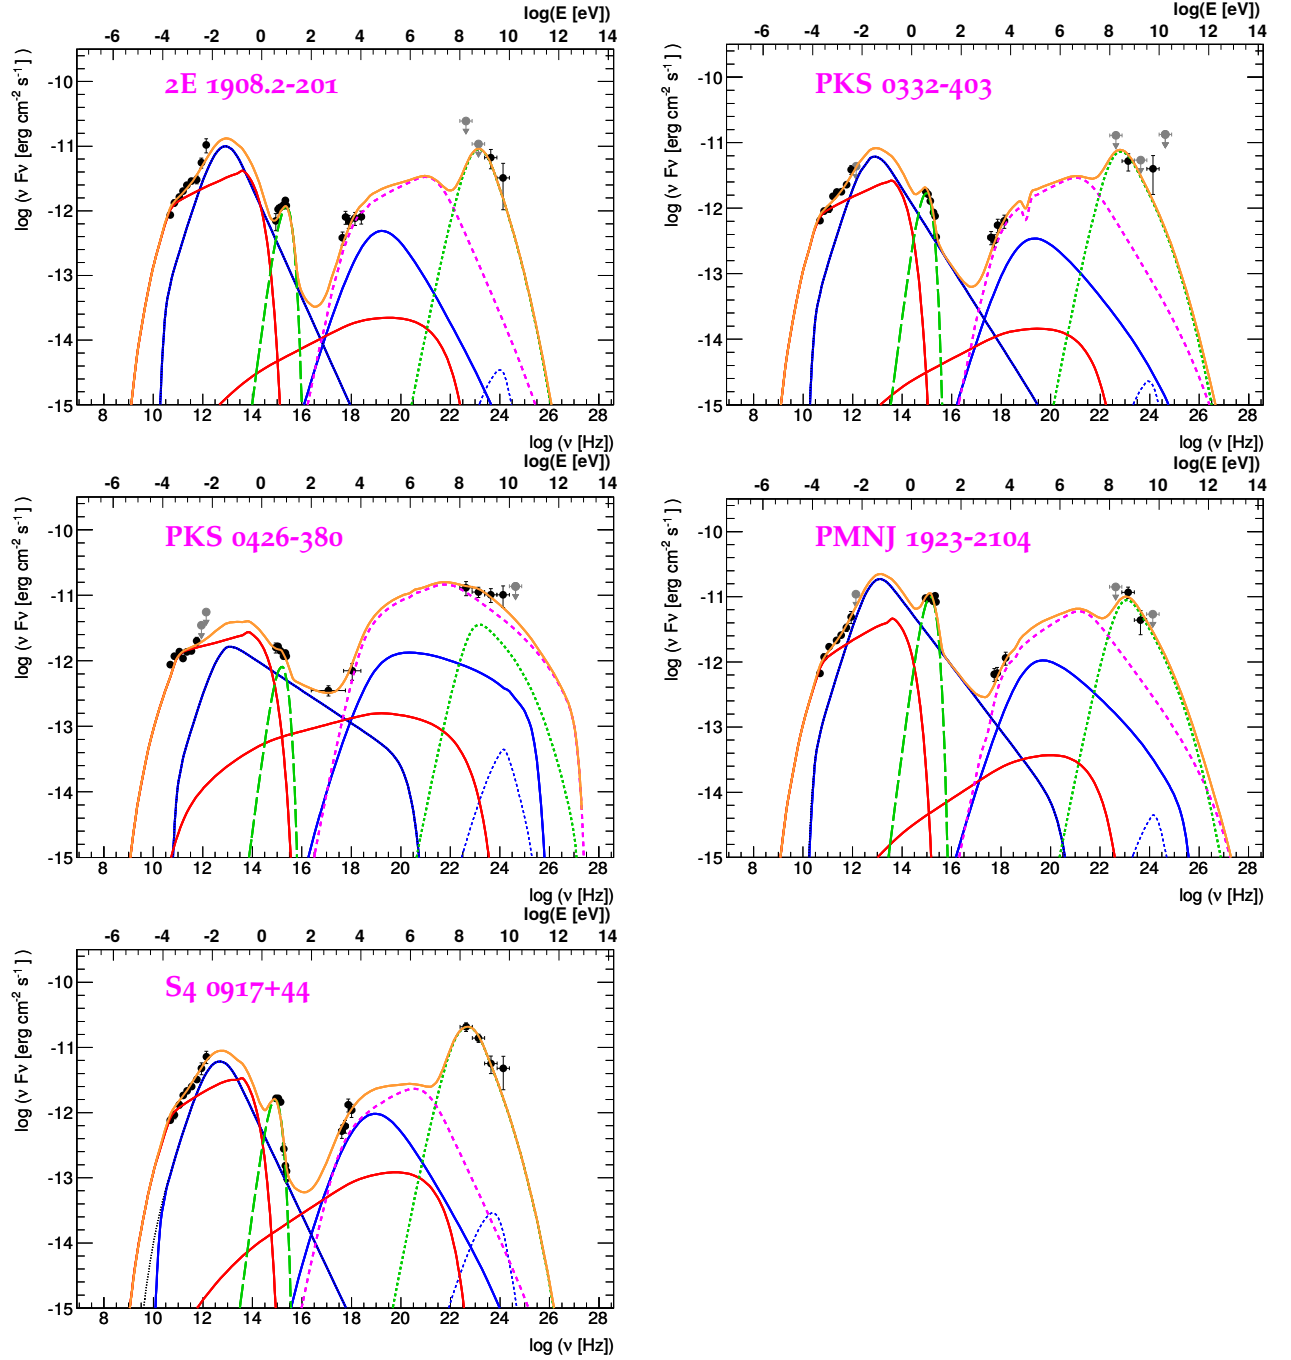 log(E [eV])
-6 -4 -2 0 2 4 6 8 10 12 14
2E 1908.2-201
log (ν Fν [erg cm-2 s-1 ])
-10
-11
-12
-13
-14
-15
8 10 12 14 16 18 20 22 24 26 28
log (ν [Hz])
log(E [eV])
-6 -4 -2 0 2 4 6 8 10 12 14
PKS 0332-403
log (ν Fν [erg cm-2 s-1 ])
-10
-11
-12
-13
-14
-15
8 10 12 14 16 18 20 22 24 26 28
log (ν [Hz])
log(E [eV])
-6 -4 -2 0 2 4 6 8 10 12 14
PKS 0426-380
log (ν Fν [erg cm-2 s-1 ])
-10
-11
-12
-13
-14
-15
8 10 12 14 16 18 20 22 24 26 28
log (ν [Hz])
log(E [eV])
-6 -4 -2 0 2 4 6 8 10 12 14
PMNJ 1923-2104
log (ν Fν [erg cm-2 s-1 ])
-10
-11
-12
-13
-14
-15
8 10 12 14 16 18 20 22 24 26 28
log (ν [Hz])
log(E [eV])
-6 -4 -2 0 2 4 6 8 10 12 14
S4 0917+44
log (ν Fν [erg cm-2 s-1 ])
-10
-11
-12
-13
-14
-15
8 10 12 14 16 18 20 22 24 26 28
log (ν [Hz])